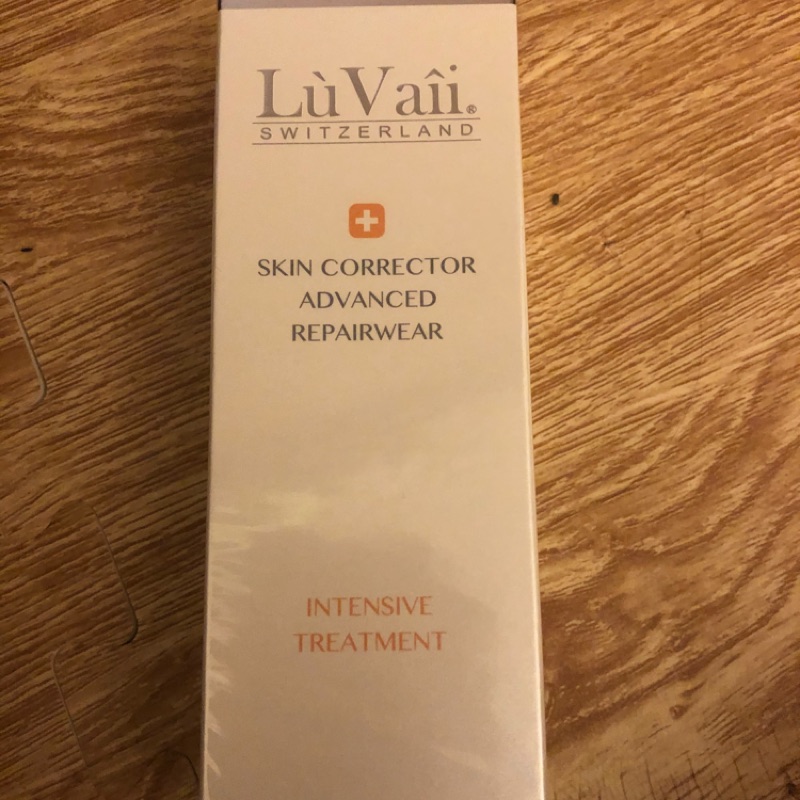 LùVaîi®
SWITZERLAND
SKIN CORRECTOR
ADVANCED
REPAIRWEAR
INTENSIVE
TREATMENT